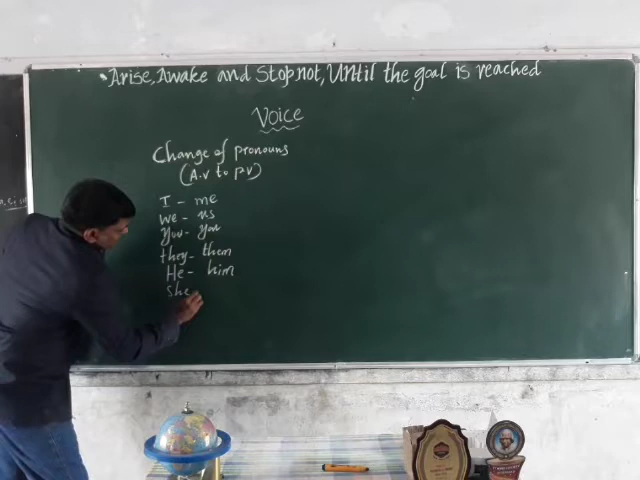 Arise, Awake and Stop not, Until the goal is reached
Voice
Change of pronouns
(A.V to PV)
I - me
We - us
You - you
they - them
He - him
She